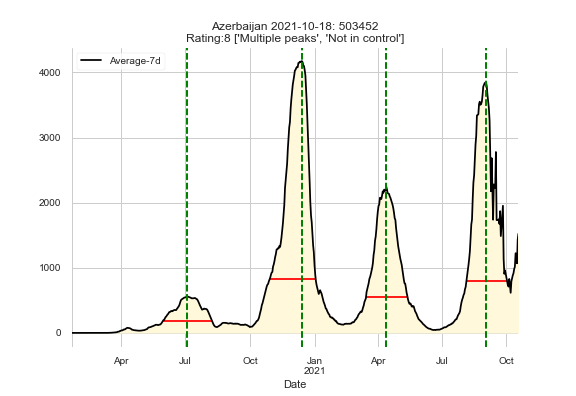 Azerbaijan 2021-10-18: 503452
Rating:8 ['Multiple peaks', 'Not in control']
Average-7d
4000
3000
2000
1000
0
Apr Jul Oct Jan Apr Jul Oct
2021
Date